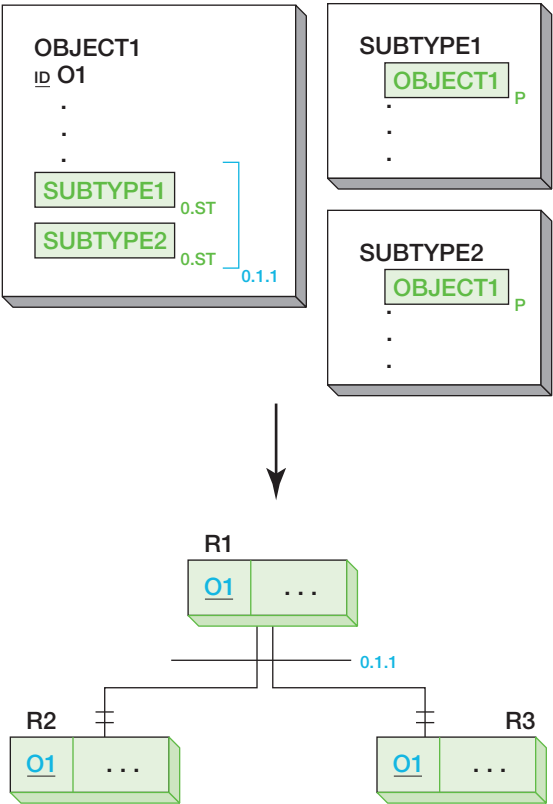 OBJECT1
ID O1
.
.
.
SUBTYPE1 0.ST
SUBTYPE2 0.ST
0.1.1
SUBTYPE1
OBJECT1 P
.
.
.
SUBTYPE2
OBJECT1 P
.
.
.
R1
O1 ...
0.1.1
R2
O1 ...
R3
O1 ...